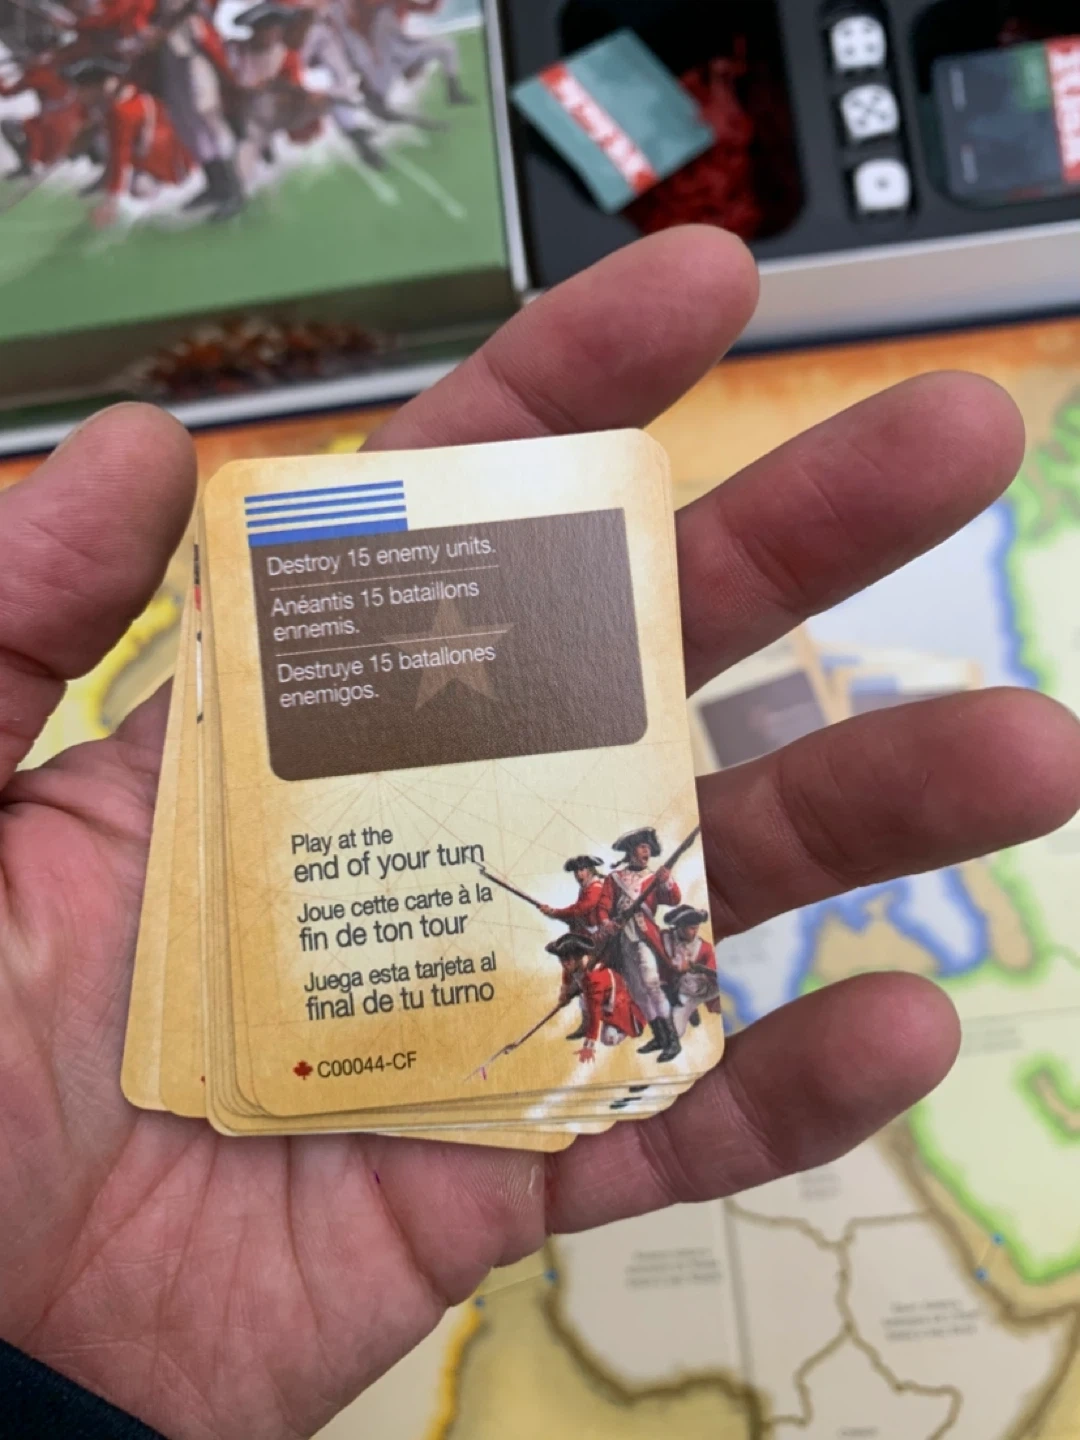 Destroy 15 enemy units.
Anéantis 15 bataillons
ennemis.
Destruye 15 batallones
enemigos.
Play at the
end of your turn
Joue cette carte à la
fin de ton tour
Juega esta tarjeta al
final de tu turno
C00044-CF